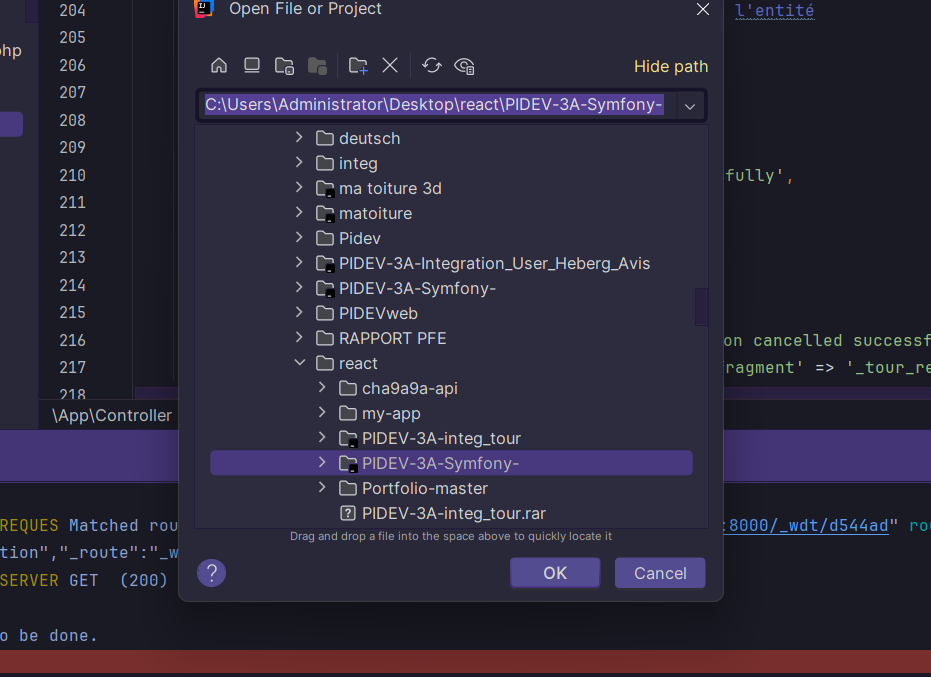 Open File or Project
204
l'entité
205
hp
206
Hide path
207
C:\Users\Administrator\Desktop\react\PIDEV-3A-Symfony-
208
209
deutsch
210
integ
fully',
211
ma toiture 3d
212
matoiture
213
Pidev
214
PIDEV-3A-Integration_User_Heberg_Avis
215
PIDEV-3A-Symfony-
PIDEVweb
216
RAPPORT PFE
on cancelled successf
217
react
ragment' => '_tour_re
218
cha9a9a-api
\App\Controller
my-app
PIDEV-3A-integ_tour
PIDEV-3A-Symfony-
Portfolio-master
PIDEV-3A-integ_tour.rar
REQUES Matched rou
:8000/_wdt/d544ad" rou
Drag and drop a file into the space above to quickly locate it
tion","_route":"_w
SERVER GET (200)
?
OK
Cancel
o be done.